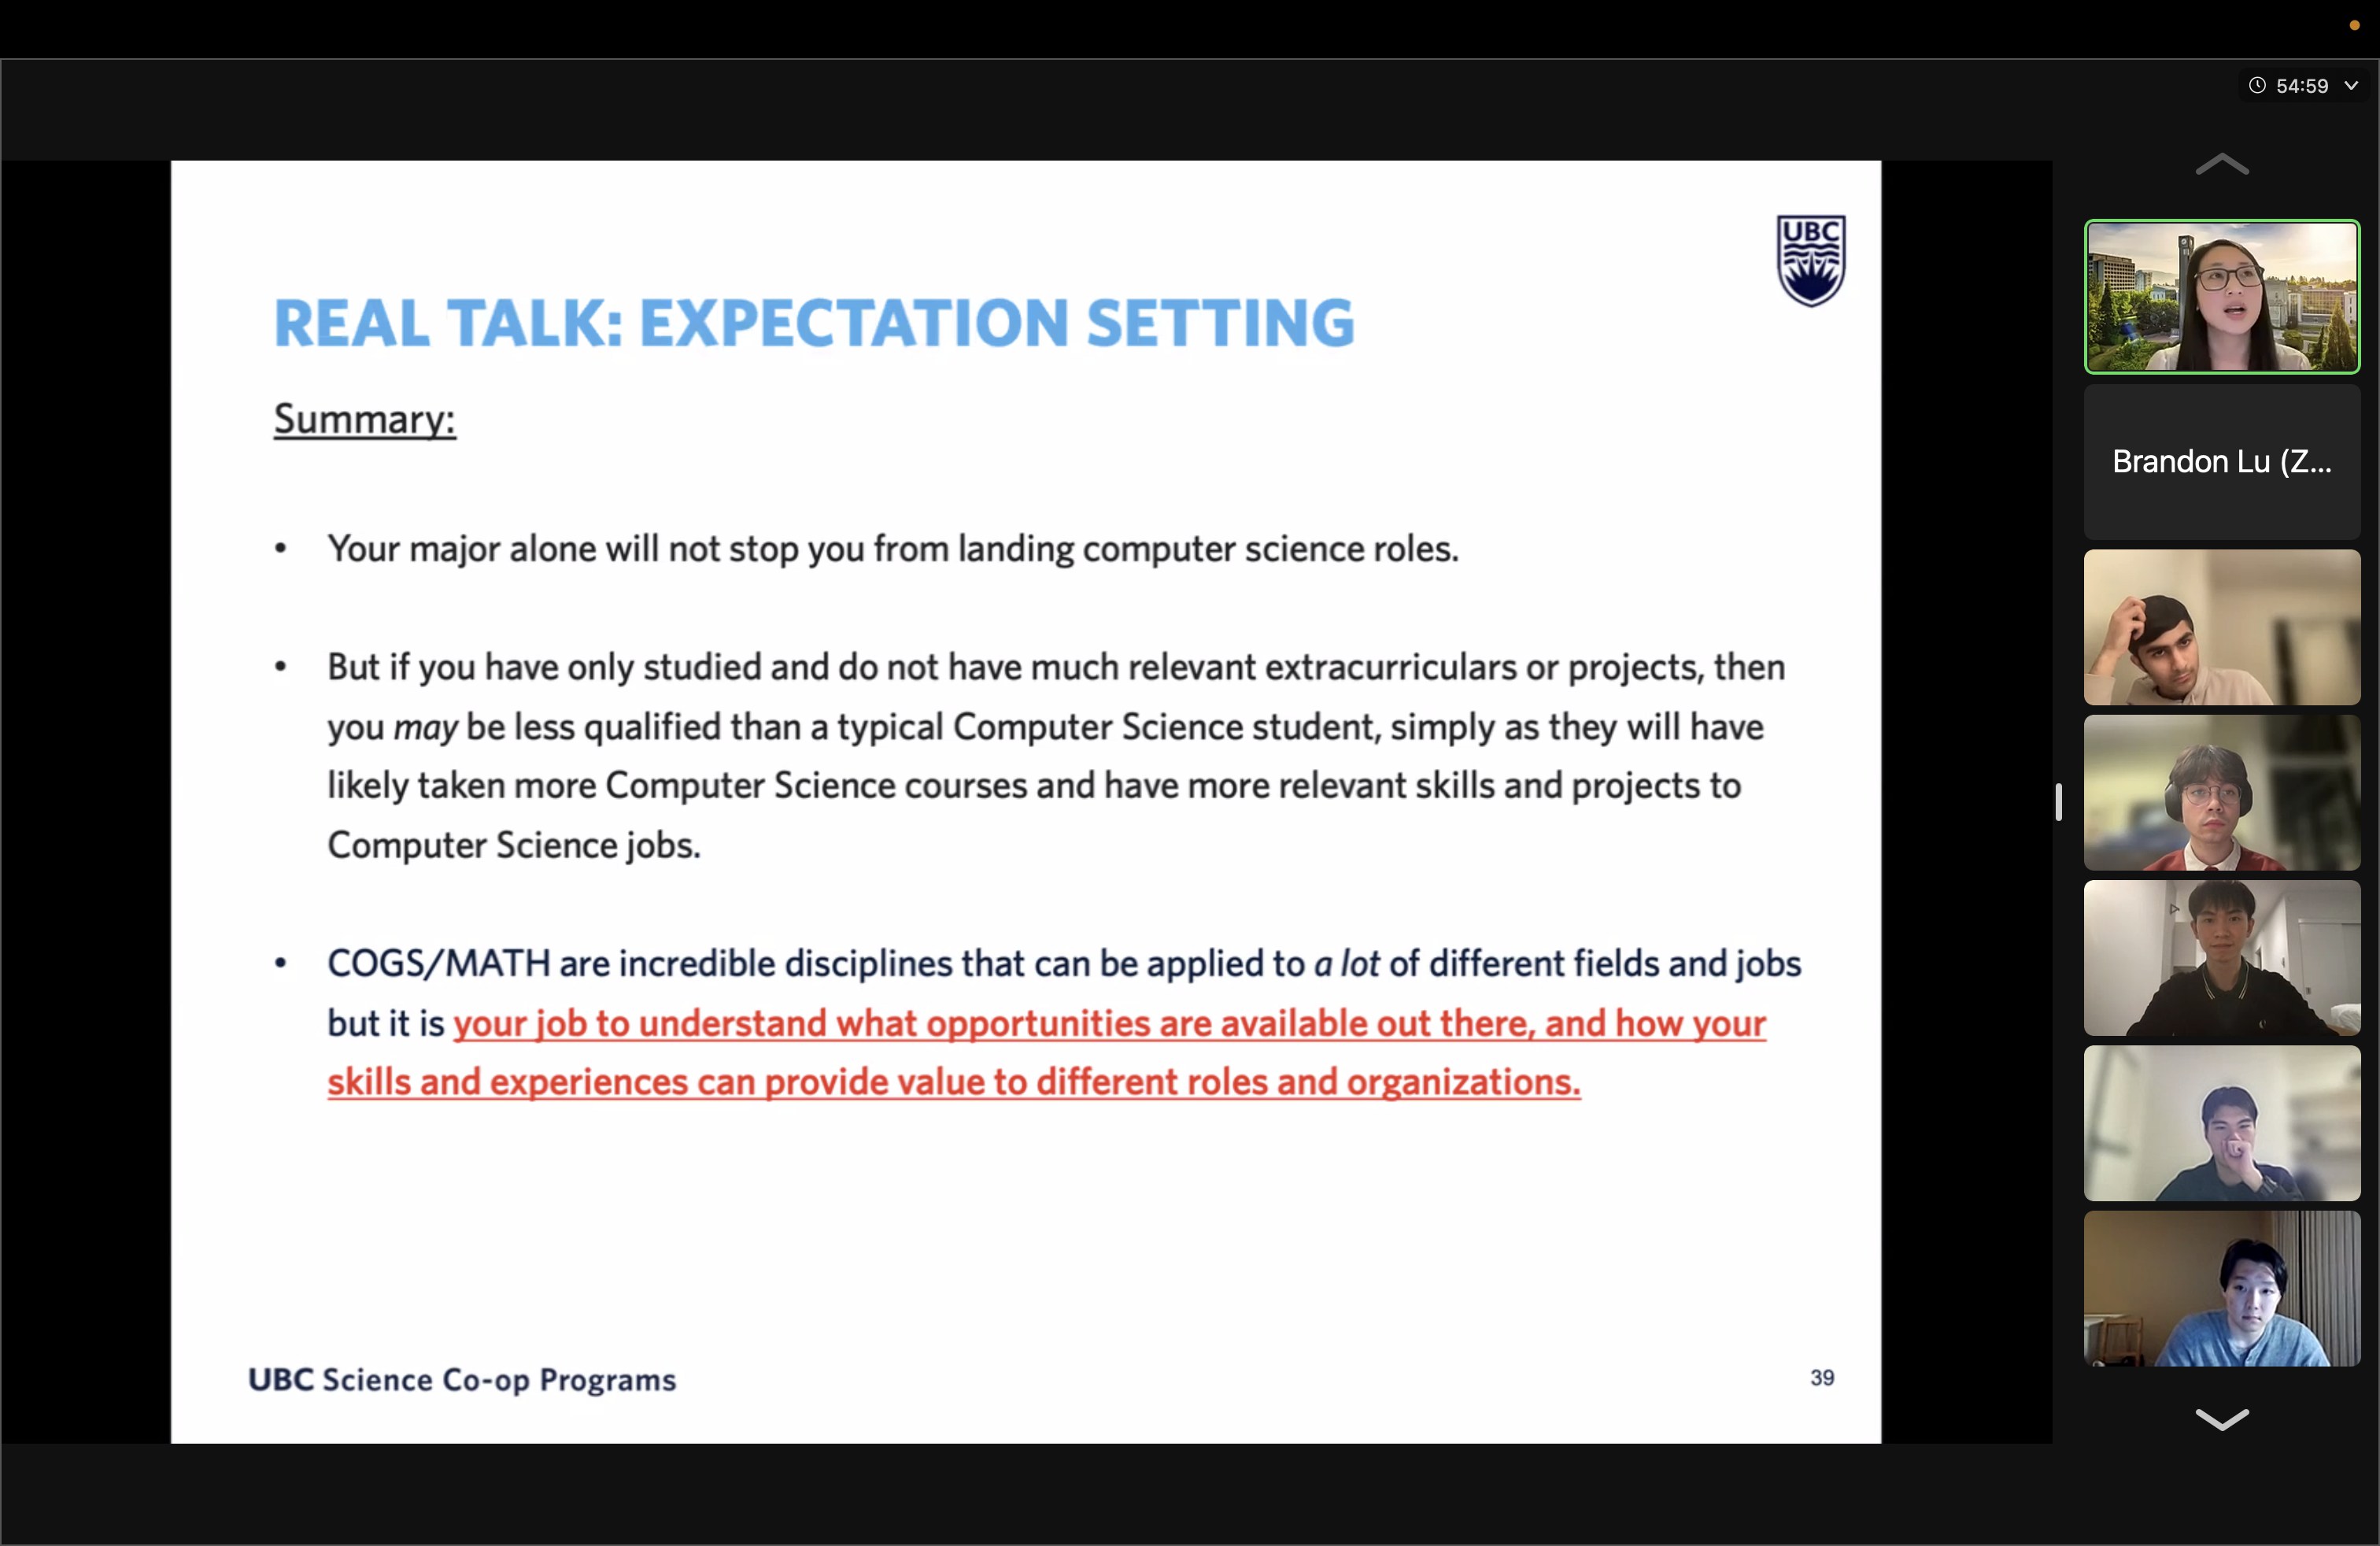 54:59
UBC
REAL TALK: EXPECTATION SETTING
Summary:
• Your major alone will not stop you from landing computer science roles.
• But if you have only studied and do not have much relevant extracurriculars or projects, then
you may be less qualified than a typical Computer Science student, simply as they will have
likely taken more Computer Science courses and have more relevant skills and projects to
Computer Science jobs.
• COGS/MATH are incredible disciplines that can be applied to a lot of different fields and jobs
but it is your job to understand what opportunities are available out there, and how your
skills and experiences can provide value to different roles and organizations.
UBC Science Co-op Programs
39
Brandon Lu (Z...